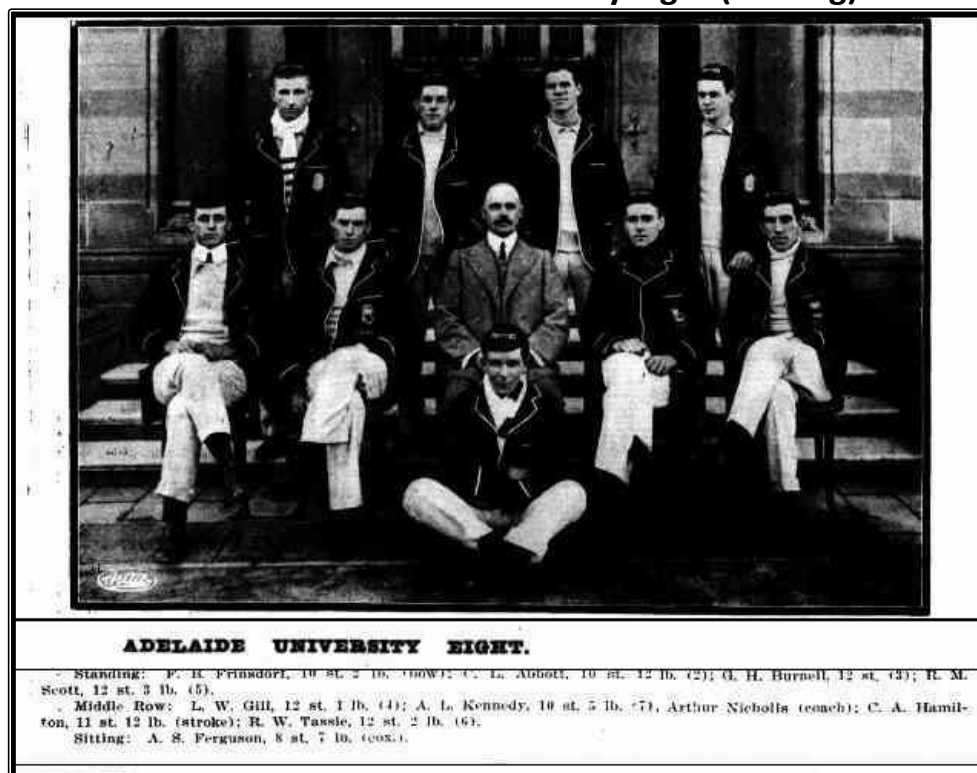 ADELAIDE UNIVERSITY EIGHT.
Standing: F. B. Frinsdorf, 10 st. 2 lb. (bow); C. L. Abbott, 10 st. 12 lb. (2); G. H. Burnell, 12 st. (3); R. M.
Scott, 12 st. 3 lb. (5).
Middle Row: L. W. Gill, 12 st. 1 lb. (4); A. L. Kennedy, 10 st. 5 lb. (7), Arthur Nicholls (coach); C. A. Hamil-
ton, 11 st. 12 lb. (stroke); R. W. Tassie, 12 st. 2 lb. (6).
Sitting: A. S. Ferguson, 8 st. 7 lb. (cox.).